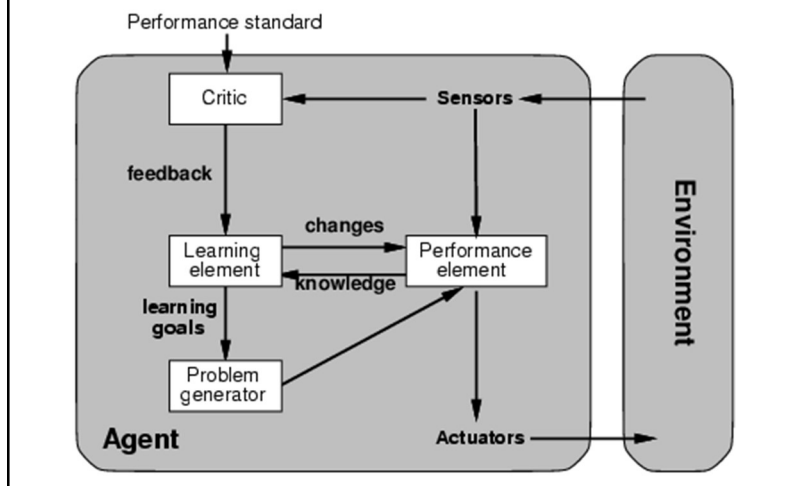 Performance standard
Critic
Sensors
feedback
changes
Learning
element
Performance
element
knowledge
learning
goals
Problem
generator
Agent
Actuators
Environment